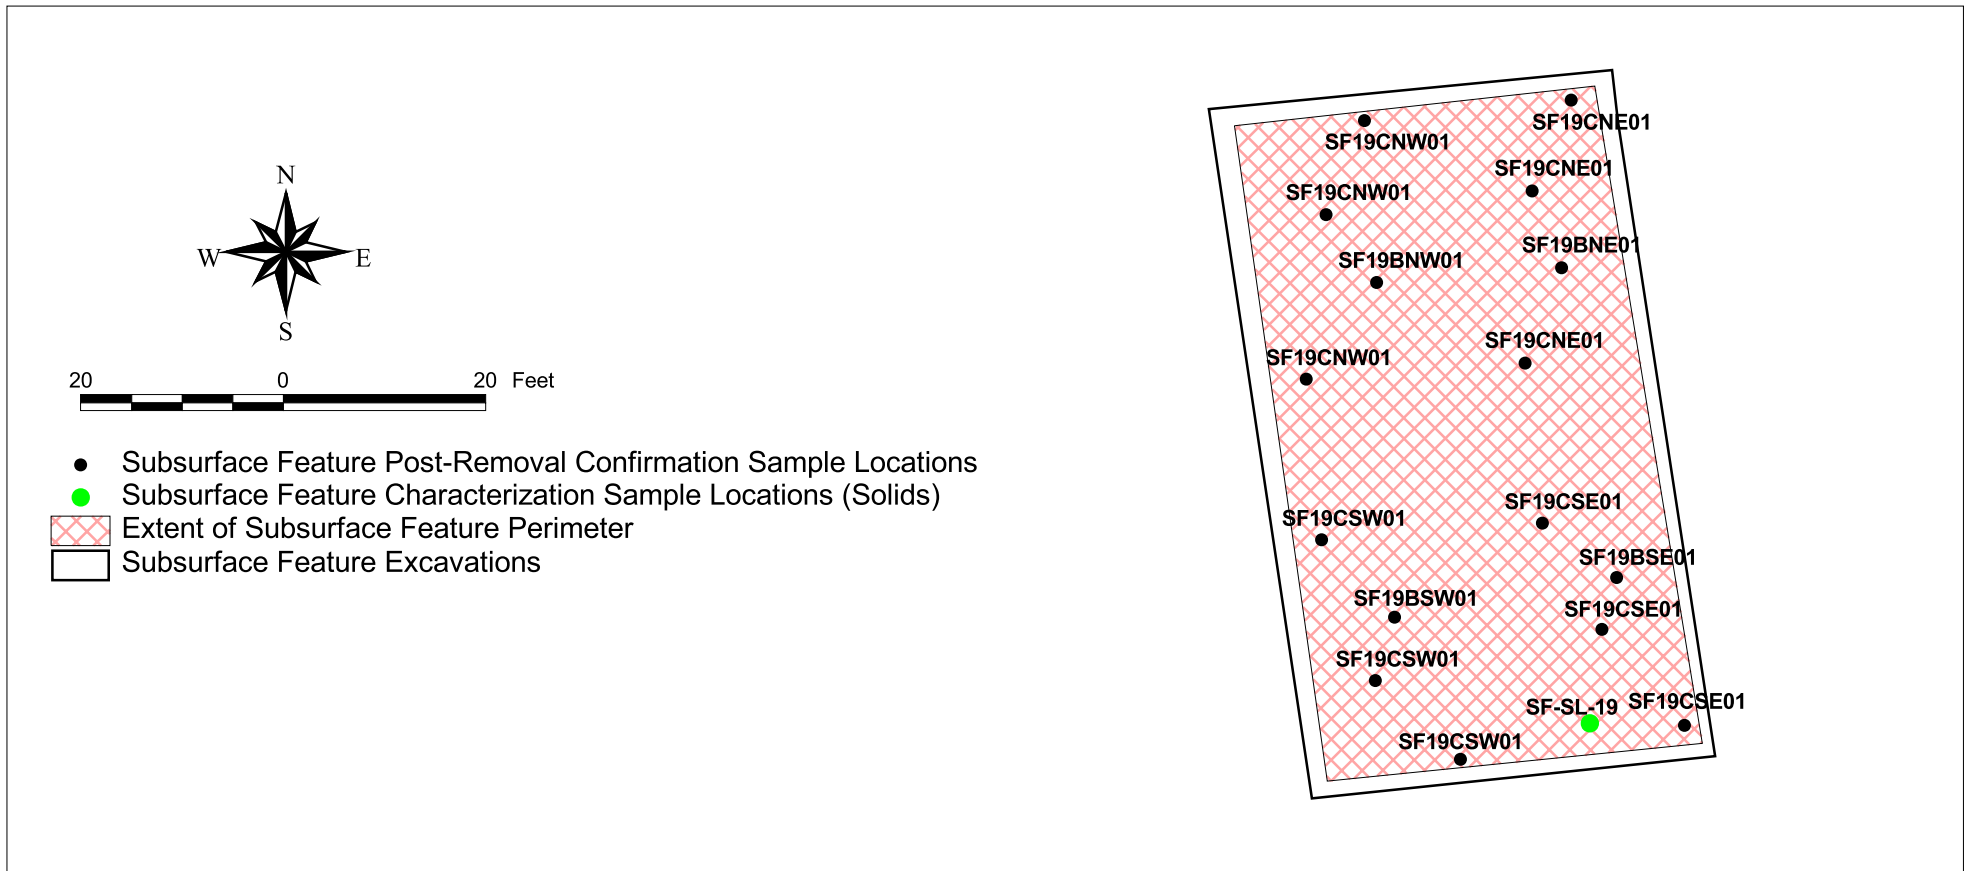 N
W E
S
20 0 20 Feet
Subsurface Feature Post-Removal Confirmation Sample Locations
Subsurface Feature Characterization Sample Locations (Solids)
Extent of Subsurface Feature Perimeter
Subsurface Feature Excavations
SF19CNE01
SF19CNW01
SF19CNE01
SF19CNW01
SF19BNE01
SF19BNW01
SF19CNE01
SF19CNW01
SF19CSE01
SF19CSW01
SF19BSE01
SF19BSW01
SF19CSE01
SF19CSW01
SF-SL-19 SF19CSE01
SF19CSW01